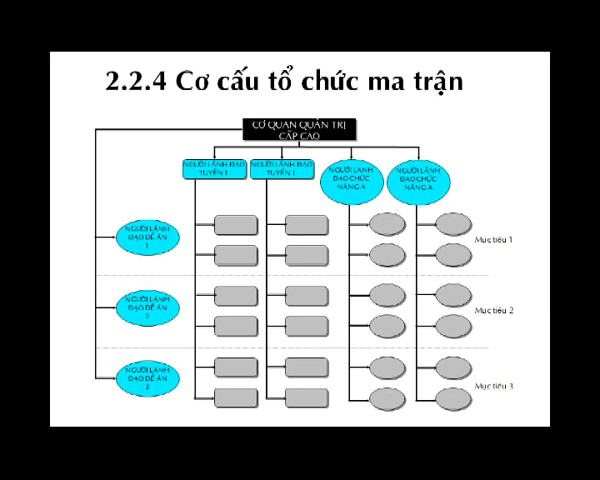 2.2.4 Cơ cấu tổ chức ma trận
CƠ QUAN QUẢN TRỊ
CẤP CAO
NGƯỜI LÃNH ĐẠO
TUYẾN 1
NGƯỜI LÃNH ĐẠO
TUYẾN 1
NGƯỜI LÃNH
ĐẠO CHỨC
NĂNG A
NGƯỜI LÃNH
ĐẠO CHỨC
NĂNG A
NGƯỜI LÃNH
ĐẠO ĐỀ ÁN
1
Mục tiêu 1
NGƯỜI LÃNH
ĐẠO ĐỀ ÁN
2
Mục tiêu 2
NGƯỜI LÃNH
ĐẠO ĐỀ ÁN
Mục tiêu 3